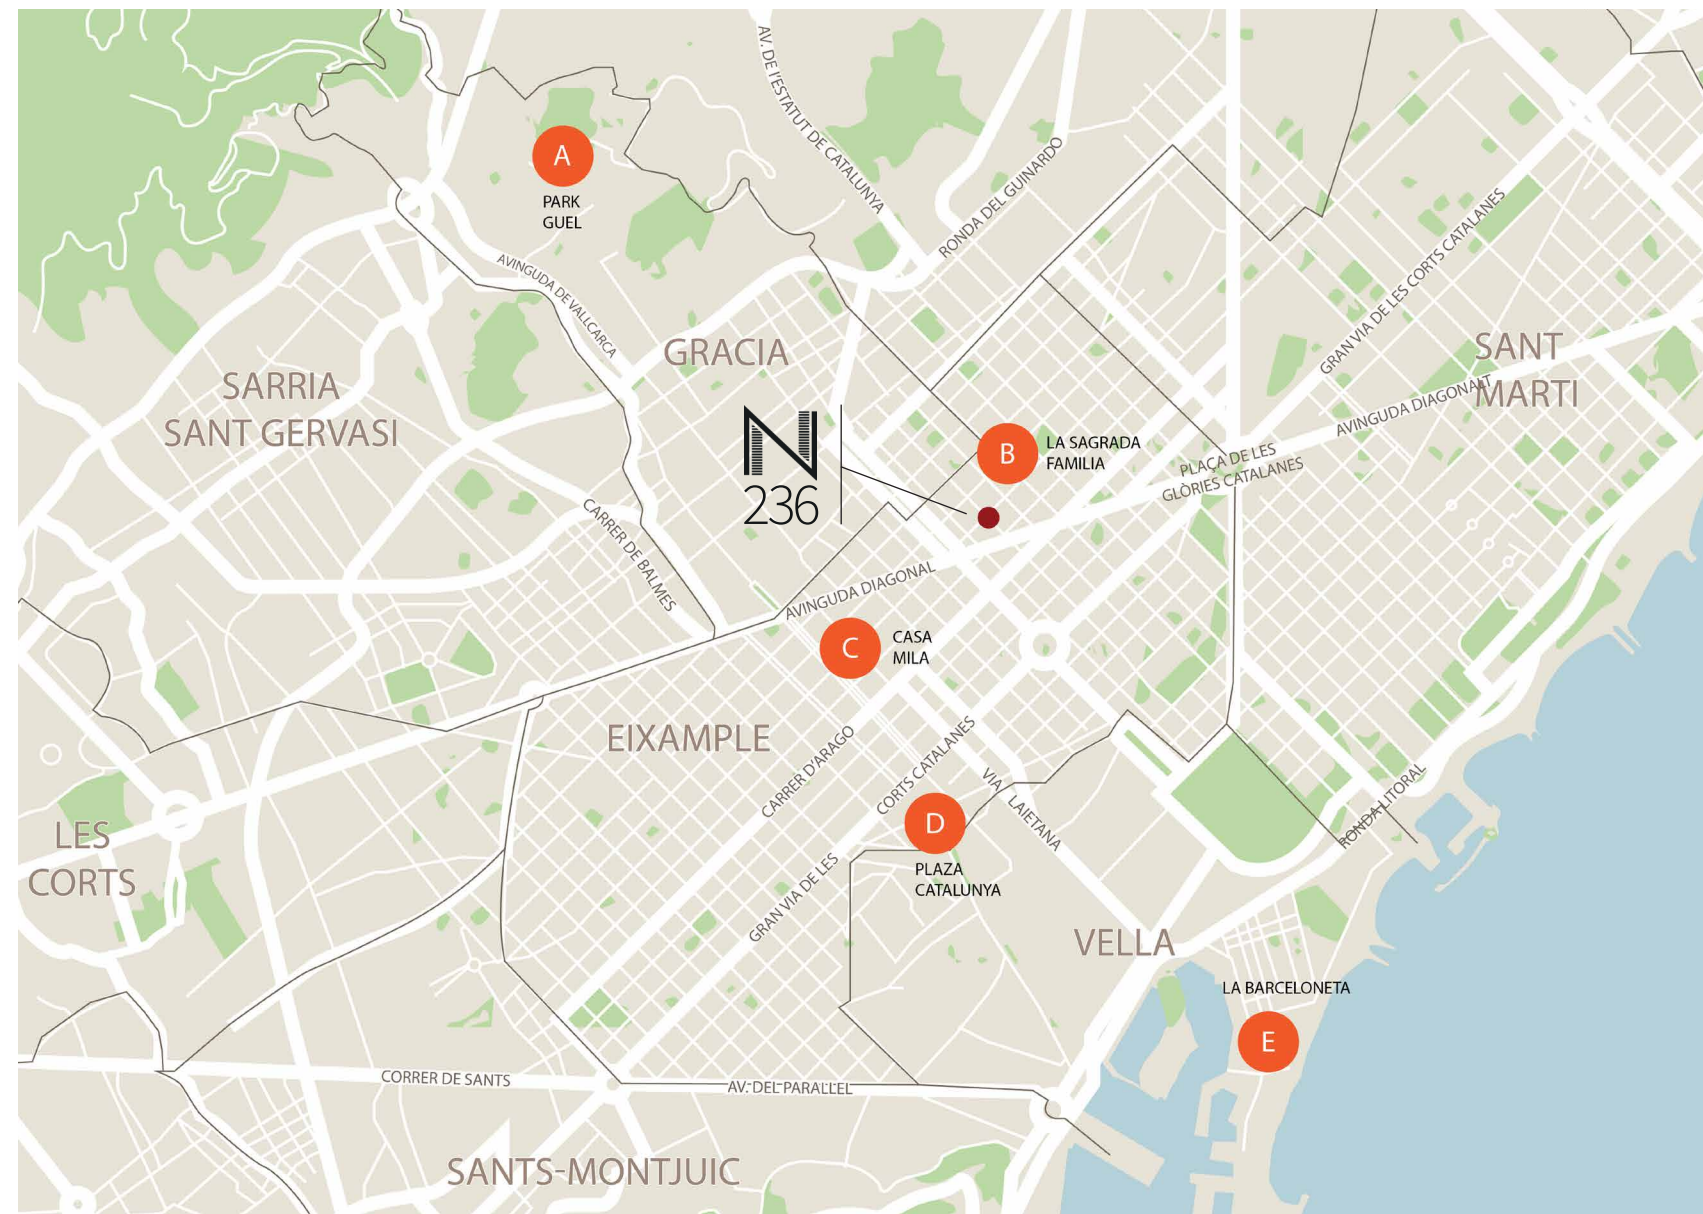 AV. DE l'ESTATUT DE CATALUNYA
A
PARK
GUEL
RONDA DEL GUINARDO
AVINGUDA DE VALLCARCA
GRAN VIA DE LES CORTS CATALANES
GRACIA
SANT
MARTI
SARRIA
SANT GERVASI
AVINGUDA DIAGONALT
N
236
B
LA SAGRADA
FAMILIA
PLAÇA DE LES
GLÒRIES CATALANES
CARRER DE BALMES
AVINGUDA DIAGONAL
C
CASA
MILA
EIXAMPLE
CARRER D'ARAGO
CORTS CATALANES
VIA LAIETANA
RONDA LITORAL
D
PLAZA
CATALUNYA
LES
CORTS
GRAN VIA DE LES
VELLA
LA BARCELONETA
E
CORRER DE SANTS
AV. DEL PARALLEL
SANTS-MONTJUIC